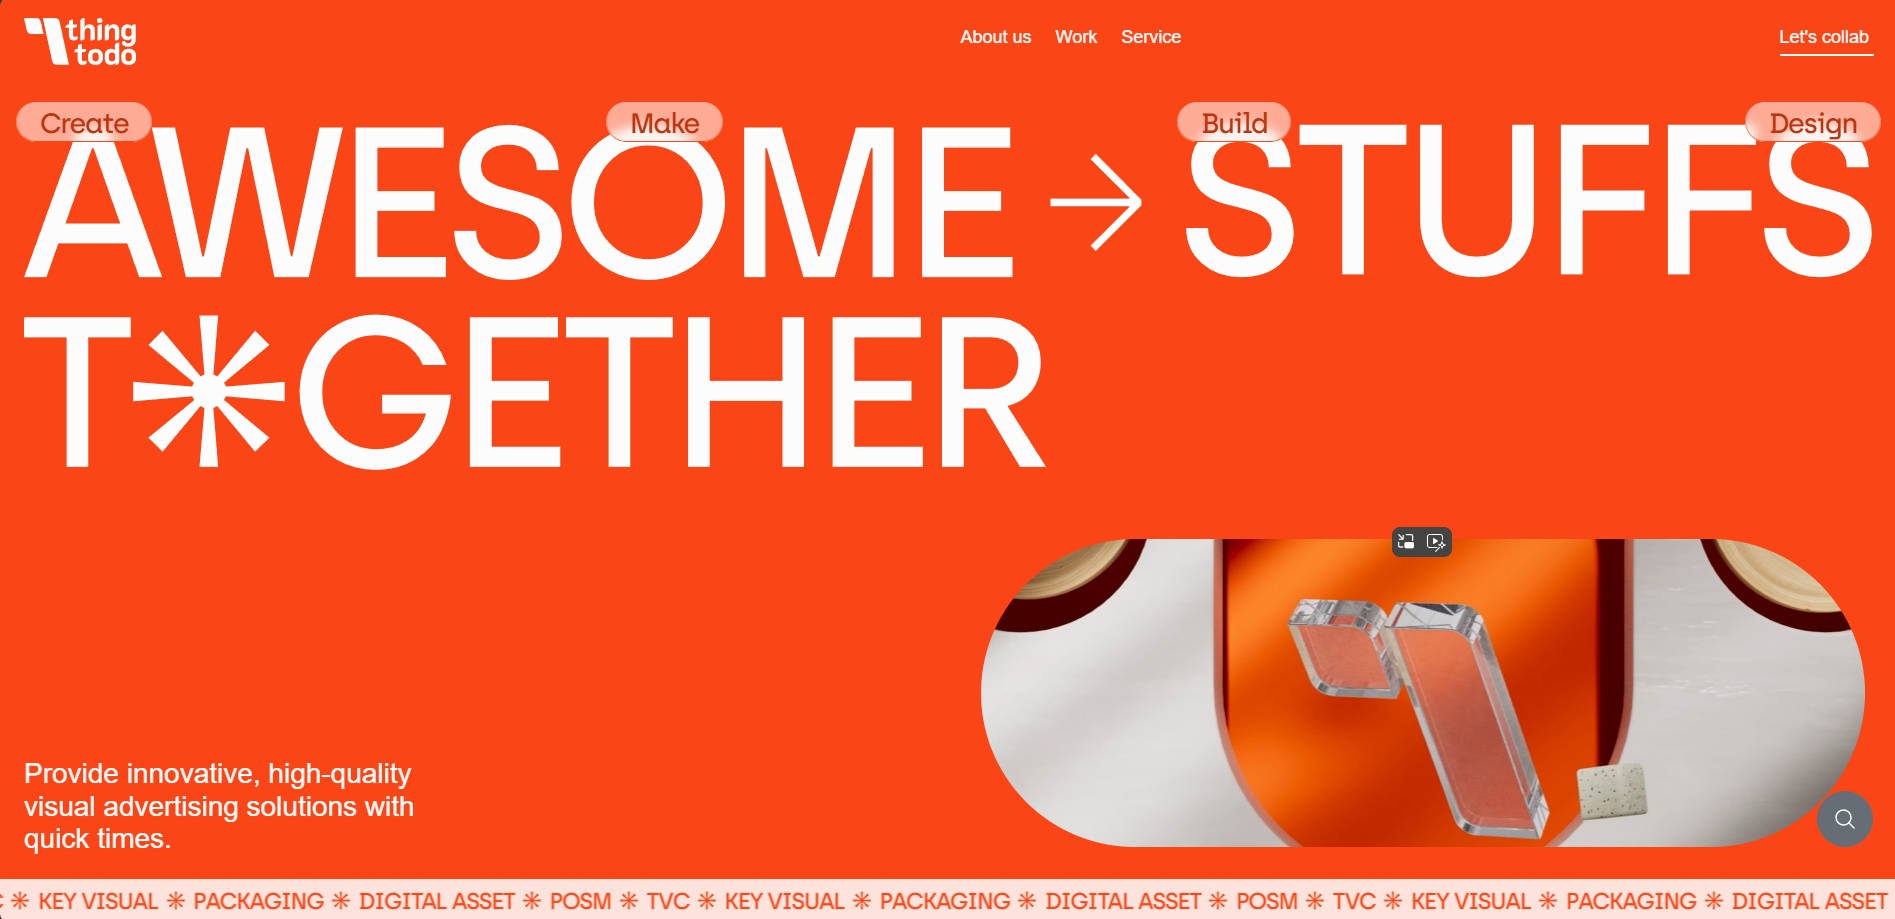 thing
todo
About us Work Service
Let's collab
Create Make Build Design
AWESOME → STUFFS
T✳GETHER
Provide innovative, high-quality
visual advertising solutions with
quick times.
✳ KEY VISUAL ✳ PACKAGING ✳ DIGITAL ASSET ✳ POSM ✳ TVC ✳ KEY VISUAL ✳ PACKAGING ✳ DIGITAL ASSET ✳ POSM ✳ TVC ✳ KEY VISUAL ✳ PACKAGING ✳ DIGITAL ASSET